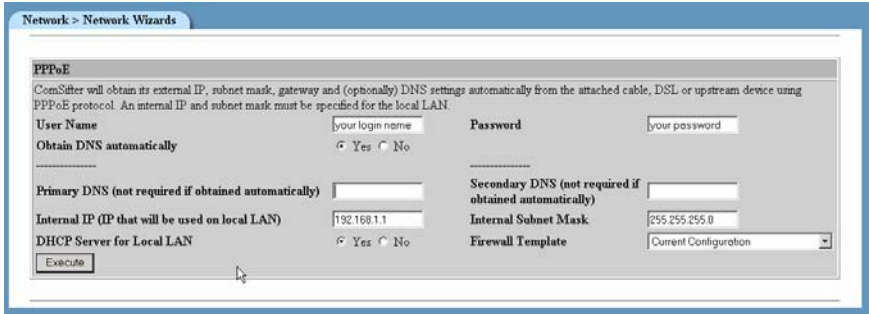 Network > Network Wizards
PPPoE
ComSifter will obtain its external IP, subnet mask, gateway and (optionally) DNS settings automatically from the attached cable, DSL or upstream device using
PPPoE protocol. An internal IP and subnet mask must be specified for the local LAN.
User Name your login name Password your password
Obtain DNS automatically Yes No
--------------- ---------------
Primary DNS (not required if obtained automatically) Secondary DNS (not required if
obtained automatically)
Internal IP (IP that will be used on local LAN) 192.168.1.1 Internal Subnet Mask 255.255.255.0
DHCP Server for Local LAN Yes No Firewall Template Current Configuration
Execute